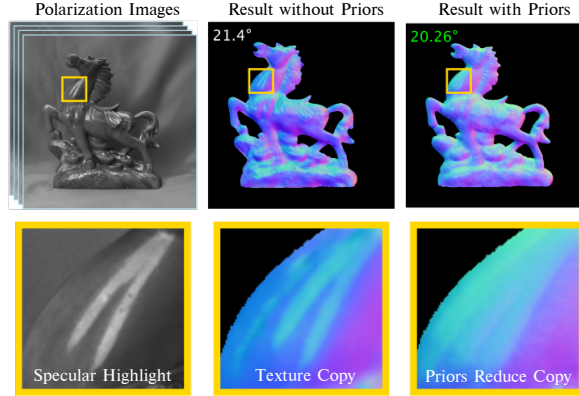 Polarization Images
Result without Priors
Result with Priors
21.4°
20.26°
Specular Highlight
Texture Copy
Priors Reduce Copy